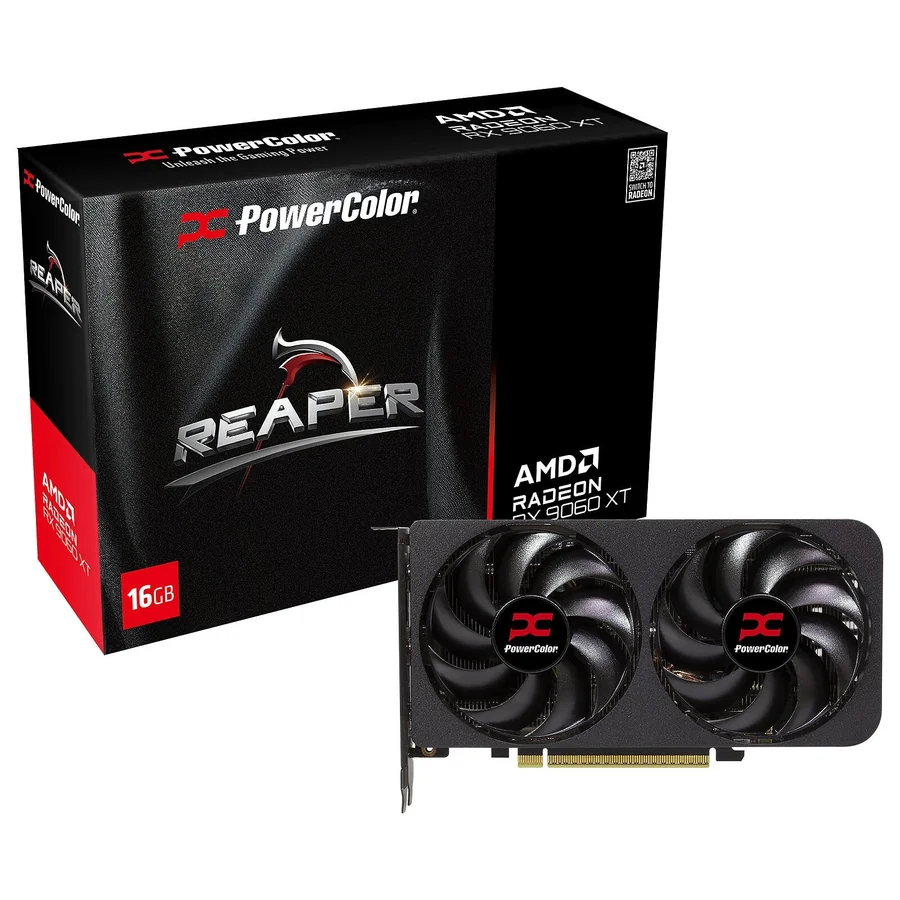 PowerColor
Unleash the Gaming Power
AMD
RADEON
RX 9060 XT
PowerColor
REAPER
AMD
RADEON
RX 9060 XT
PowerColor
SWITCH TO
RADEON
REAPER
16GB
AMD
RADEON
RX 9060 XT
PowerColor
PowerColor